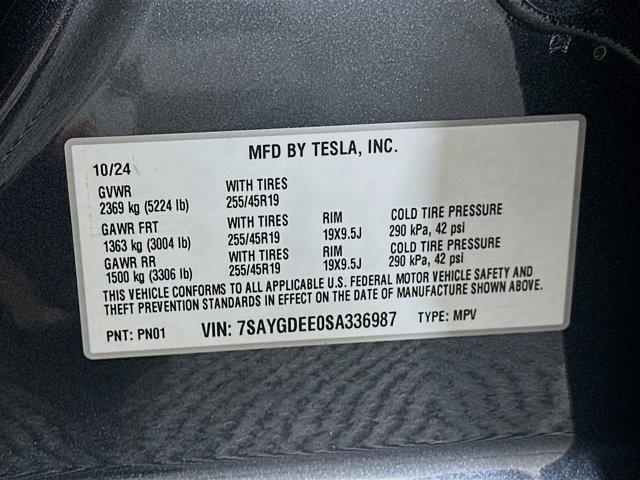 MFD BY TESLA, INC.
10/24
GVWR WITH TIRES
2369 kg (5224 lb) 255/45R19
GAWR FRT WITH TIRES RIM COLD TIRE PRESSURE
1363 kg (3004 lb) 255/45R19 19X9.5J 290 kPa, 42 psi
GAWR RR WITH TIRES RIM COLD TIRE PRESSURE
1500 kg (3306 lb) 255/45R19 19X9.5J 290 kPa, 42 psi
THIS VEHICLE CONFORMS TO ALL APPLICABLE U.S. FEDERAL MOTOR VEHICLE SAFETY AND
THEFT PREVENTION STANDARDS IN EFFECT ON THE DATE OF MANUFACTURE SHOWN ABOVE.
PNT: PN01 VIN: 7SAYGDEE0SA336987 TYPE: MPV